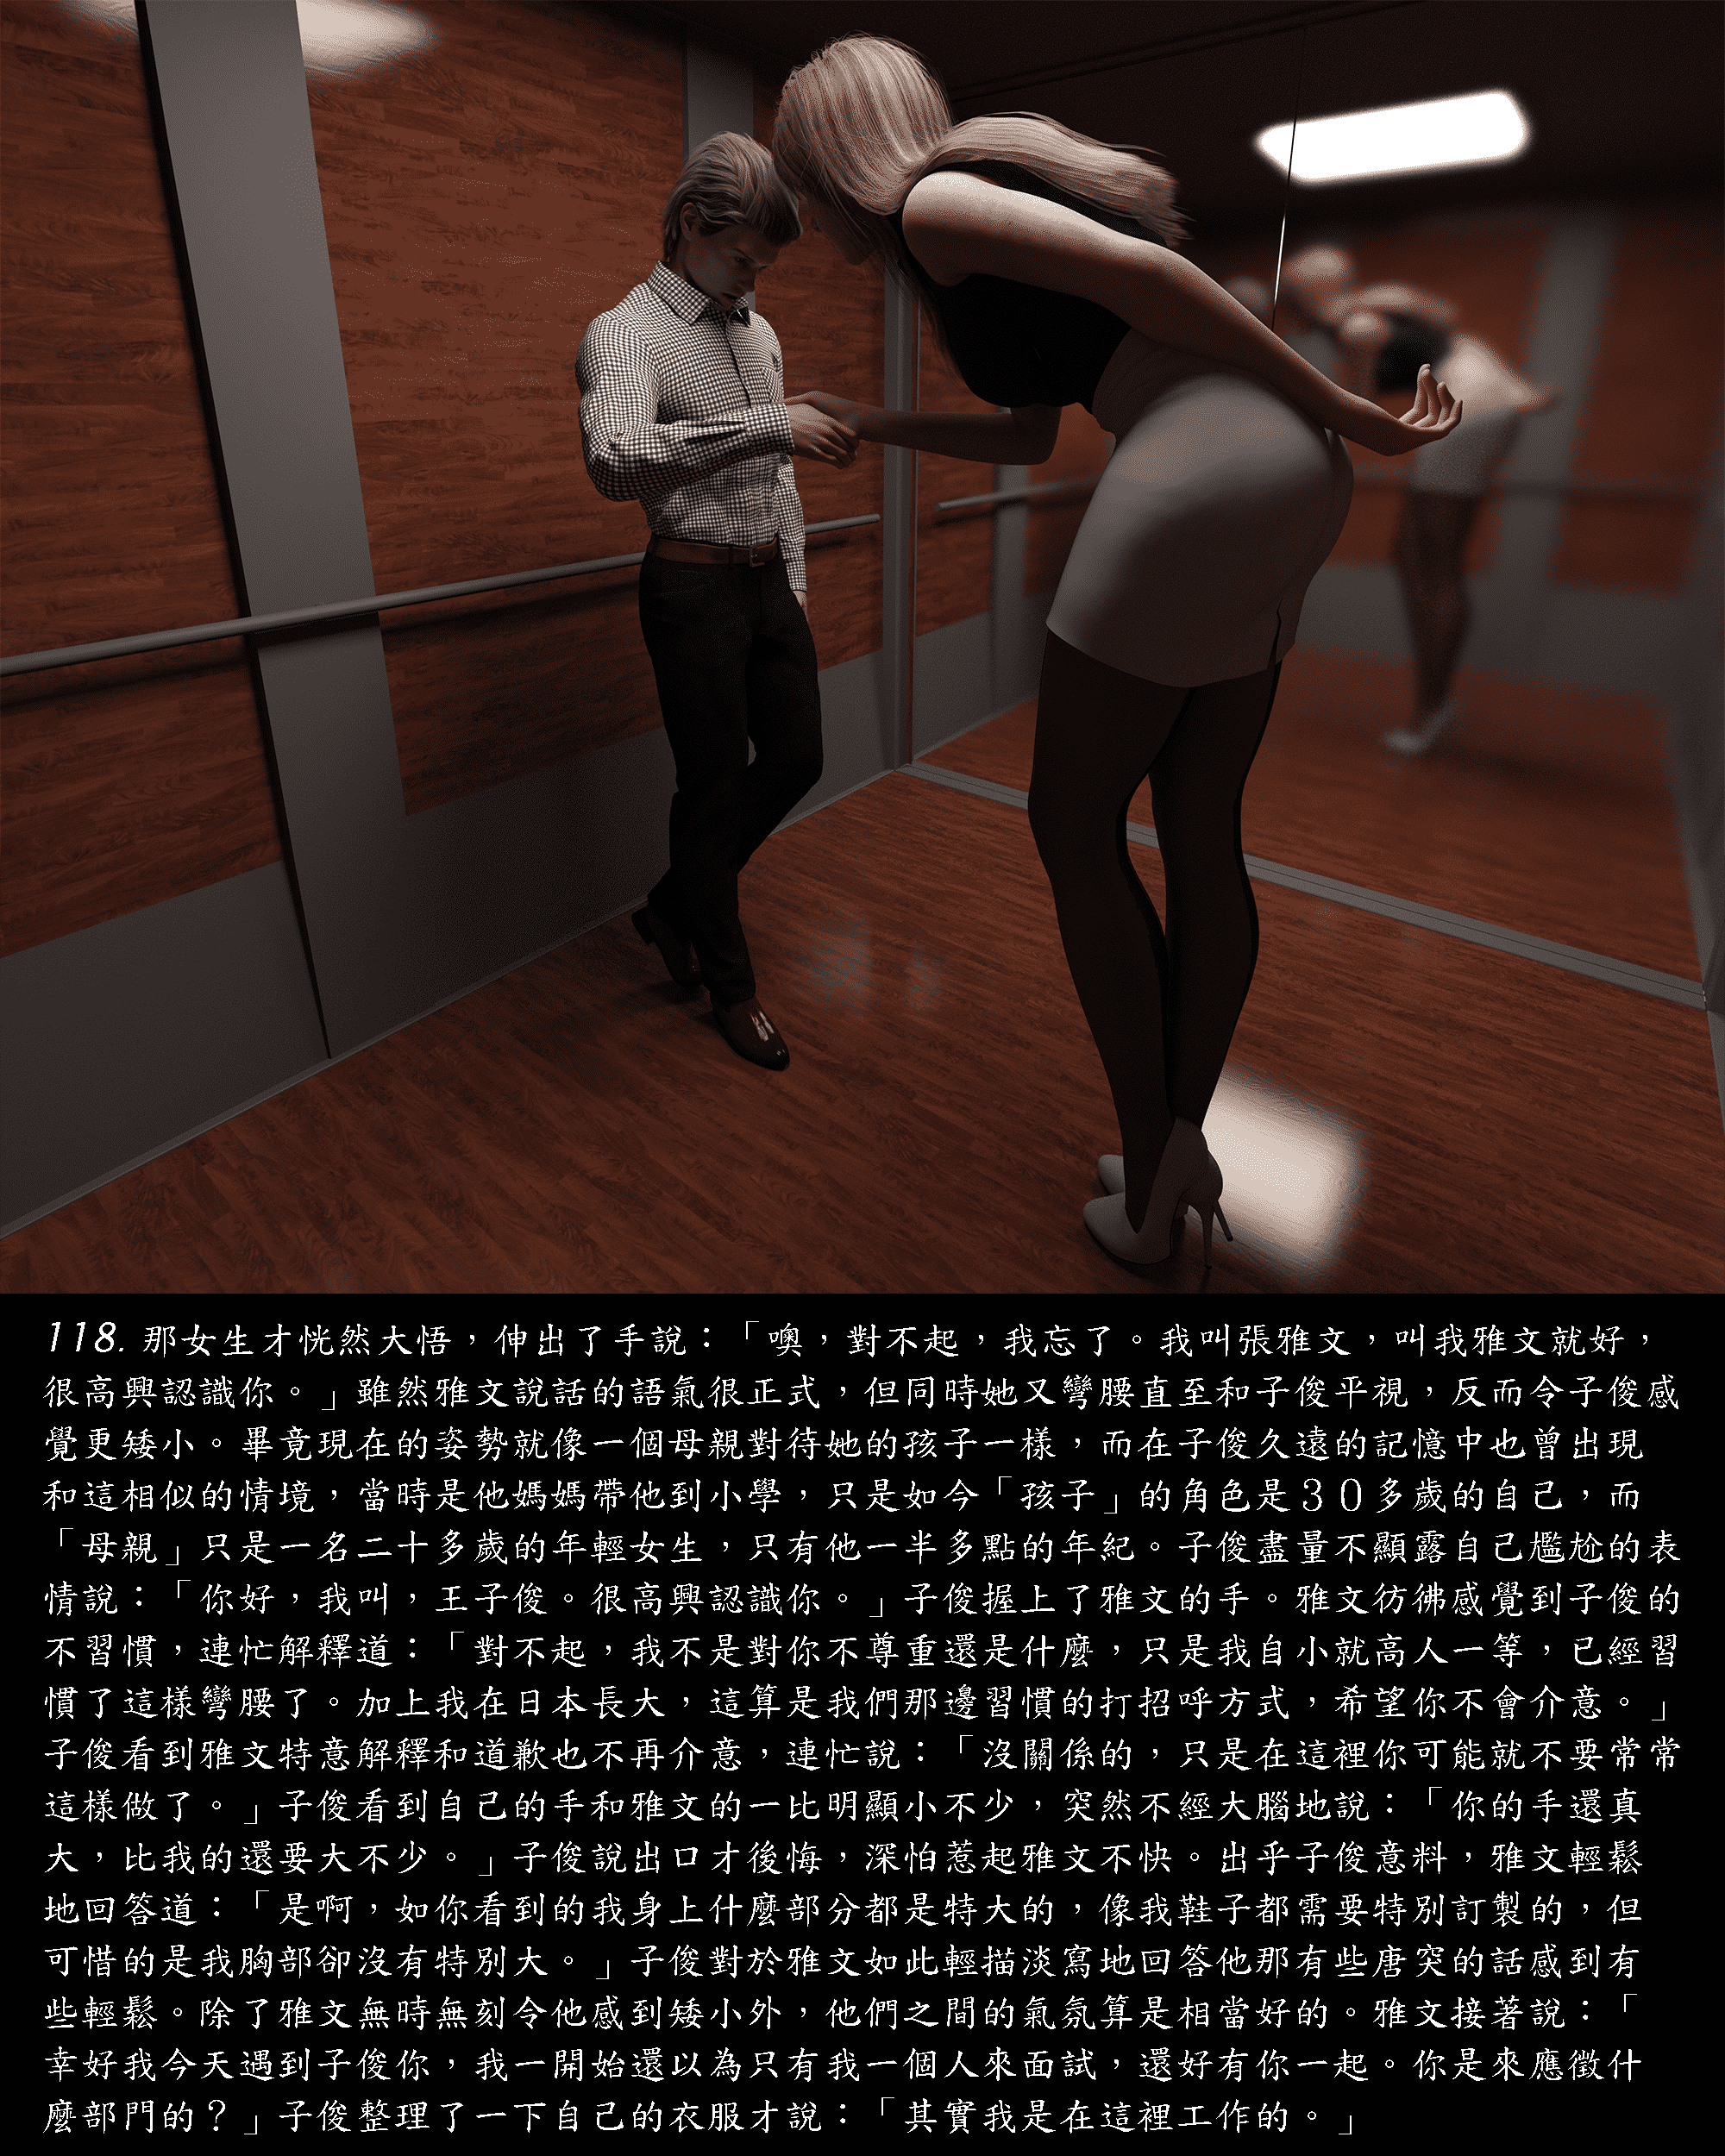 118. 那女生才恍然大悟，伸出了手說：「噢，對不起，我忘了。我叫張雅文，叫我雅文就好，
很高興認識你。」雖然雅文說話的語氣很正式，但同時她又彎腰直至和子俊平視，反而令子俊感
覺更矮小。畢竟現在的姿勢就像一個母親對待她的孩子一樣，而在子俊久遠的記憶中也曾出現
和這相似的情境，當時是他媽媽帶他到小學，只是如今「孩子」的角色是３０多歲的自己，而
「母親」只是一名二十多歲的年輕女生，只有他一半多點的年紀。子俊盡量不顯露自己尷尬的表
情說：「你好，我叫，王子俊。很高興認識你。」子俊握上了雅文的手。雅文彷彿感覺到子俊的
不習慣，連忙解釋道：「對不起，我不是對你不尊重還是什麼，只是我自小就高人一等，已經習
慣了這樣彎腰了。加上我在日本長大，這算是我們那邊習慣的打招呼方式，希望你不會介意。」
子俊看到雅文特意解釋和道歉也不再介意，連忙說：「沒關係的，只是在這裡你可能就不要常常
這樣做了。」子俊看到自己的手和雅文的一比明顯小不少，突然不經大腦地說：「你的手還真
大，比我的還要大不少。」子俊說出口才後悔，深怕惹起雅文不快。出乎子俊意料，雅文輕鬆
地回答道：「是啊，如你看到的我身上什麼部分都是特大的，像我鞋子都需要特別訂製的，但
可惜的是我胸部卻沒有特別大。」子俊對於雅文如此輕描淡寫地回答他那有些唐突的話感到有
些輕鬆。除了雅文無時無刻令他感到矮小外，他們之間的氣氛算是相當好的。雅文接著說：「
幸好我今天遇到子俊你，我一開始還以為只有我一個人來面試，還好有你一起。你是來應徵什
麼部門的？」子俊整理了一下自己的衣服才說：「其實我是在這裡工作的。」